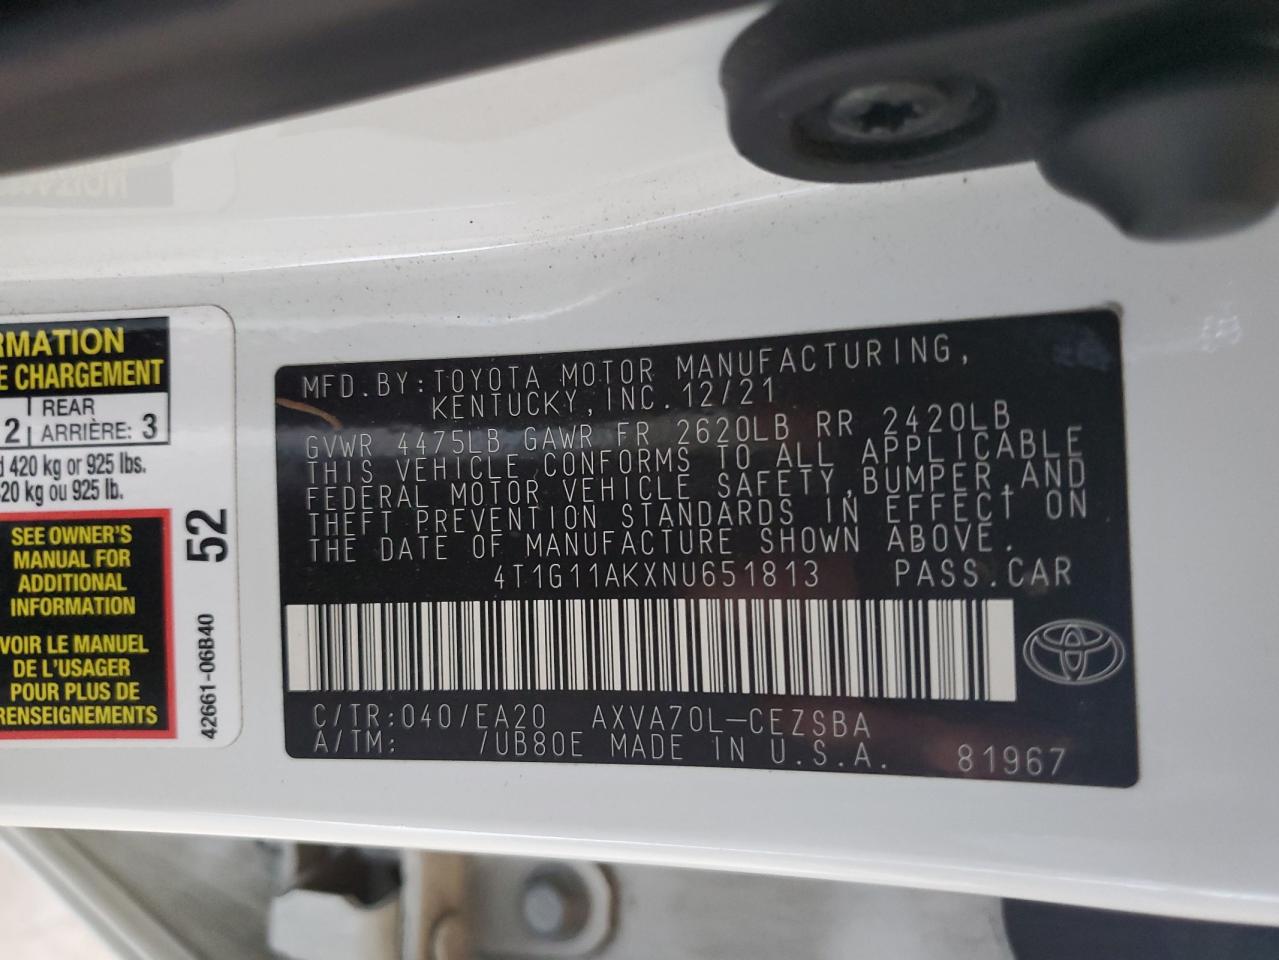 RMATION
E CHARGEMENT
2 REAR
ARRIÈRE: 3
420 kg or 925 lbs.
20 kg ou 925 lb.
SEE OWNER'S
MANUAL FOR
ADDITIONAL
INFORMATION
VOIR LE MANUEL
DE L'USAGER
POUR PLUS DE
RENSEIGNEMENTS
52
42661-06B40
MFD.BY:TOYOTA MOTOR MANUFACTURING,
KENTUCKY,INC.12/21
GVWR 4475LB GAWR FR 2620LB RR 2420LB
THIS VEHICLE CONFORMS TO ALL APPLICABLE
FEDERAL MOTOR VEHICLE SAFETY,BUMPER,AND
THEFT PREVENTION STANDARDS IN EFFECT ON
THE DATE OF MANUFACTURE SHOWN ABOVE.
4T1G11AKXNU651813 PASS.CAR
C/TR:040/EA20 AXVA70L-CEZSBA
A/TM: /UB80E MADE IN U.S.A. 81967